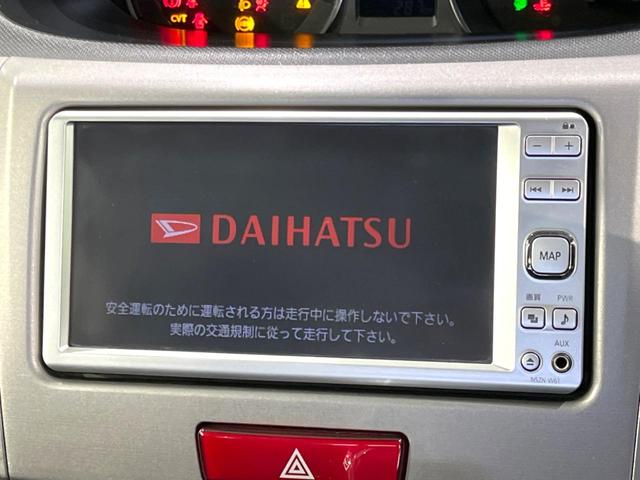 CVT
− +
MAP
DAIHATSU
画質 PWR
安全運転のために運転される方は走行中に操作しないで下さい。
実際の交通規制に従って走行して下さい。
AUX
NSZN-W61